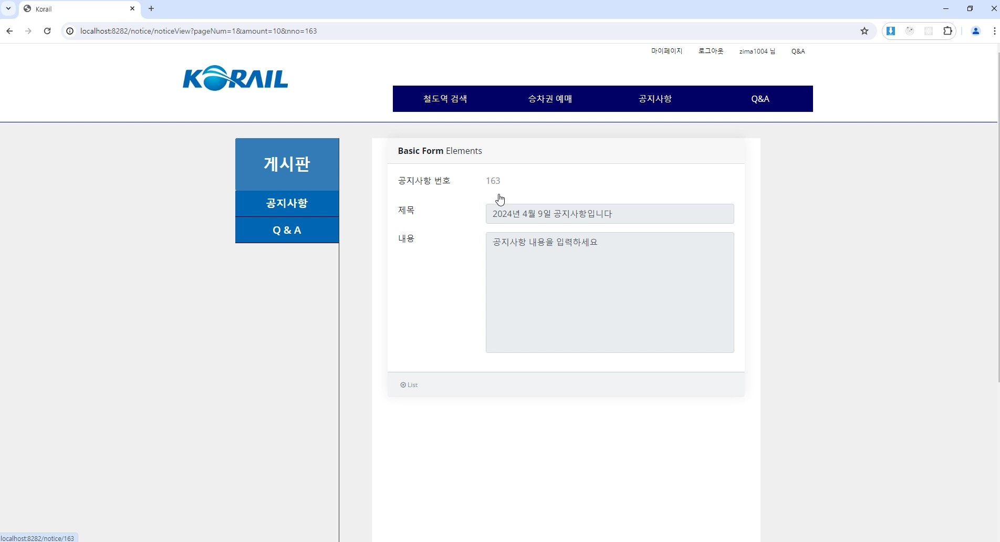 Korail
localhost:8282/notice/noticeView?pageNum=1&amount=10&nno=163
마이페이지 로그아웃 zima1004 님 Q&A
KORAIL
철도역 검색 승차권 예매 공지사항 Q&A
게시판
공지사항
Q & A
Basic Form Elements
공지사항 번호 163
제목 2024년 4월 9일 공지사항입니다
내용 공지사항 내용을 입력하세요
List
localhost:8282/notice/163